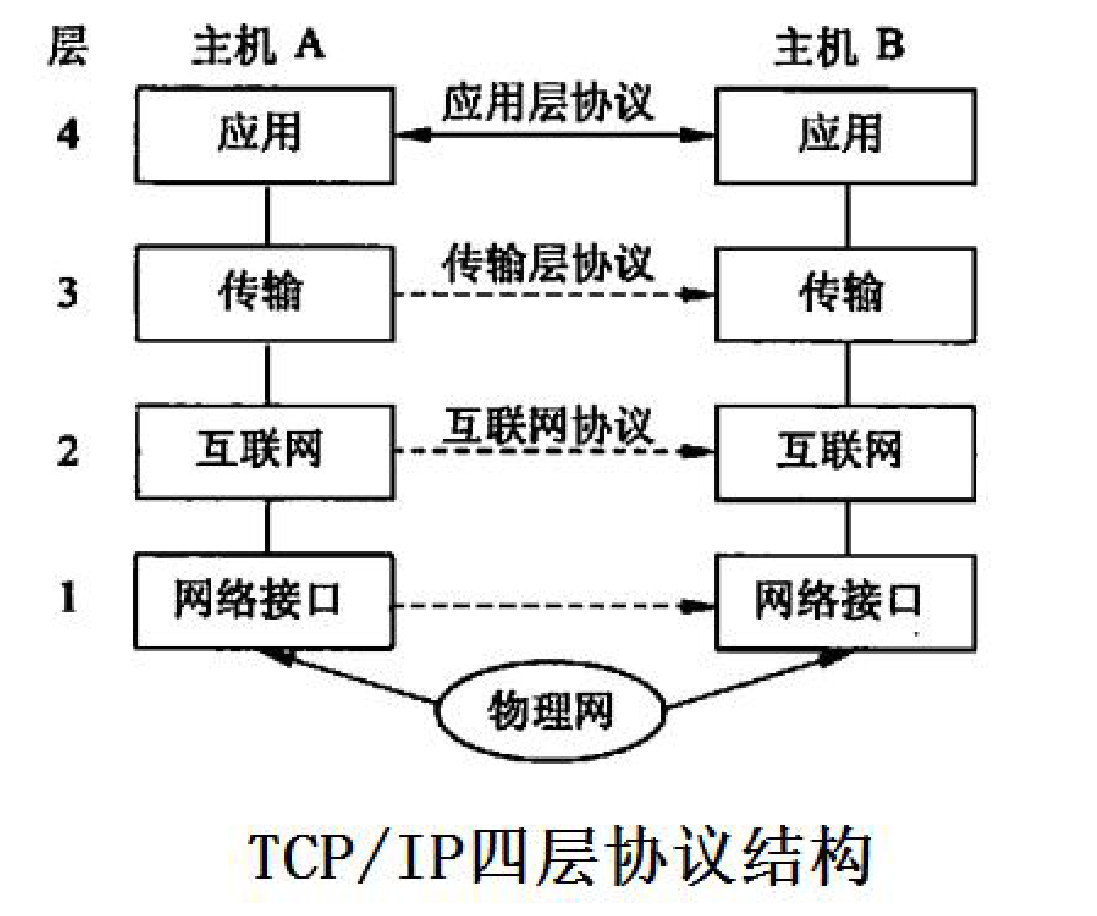 层 主机 A 主机 B
4 应用 应用层协议 应用
3 传输 传输层协议 传输
2 互联网 互联网协议 互联网
1 网络接口 网络接口
物理网
TCP/IP四层协议结构